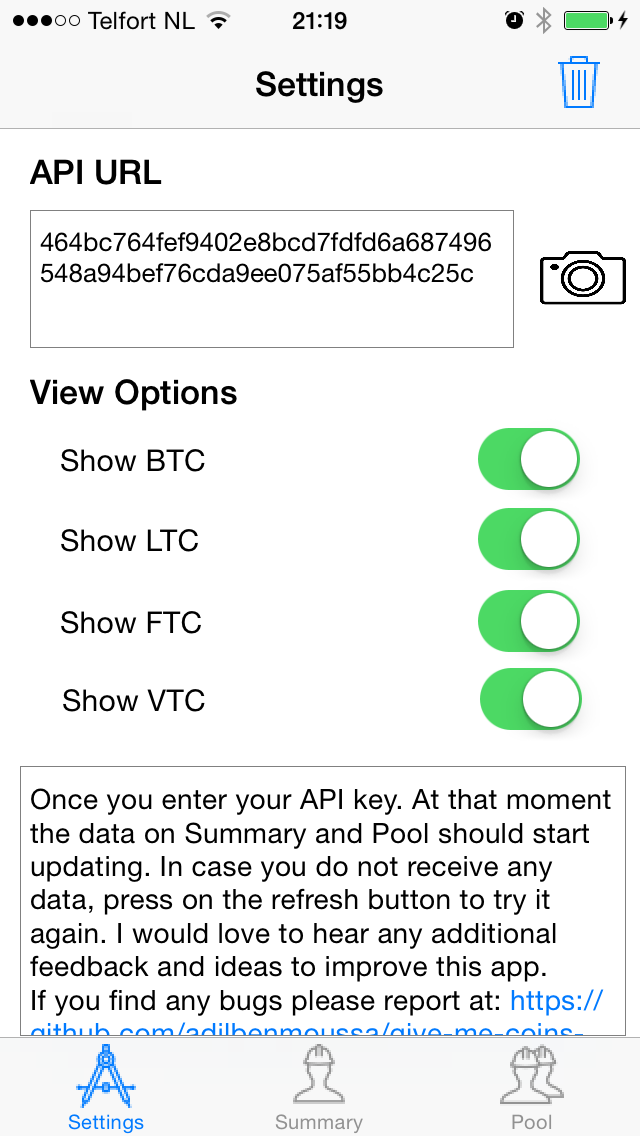 Telfort NL 21:19
Settings
API URL
464bc764fef9402e8bcd7fdfd6a687496
548a94bef76cda9ee075af55bb4c25c
View Options
Show BTC
Show LTC
Show FTC
Show VTC
Once you enter your API key. At that moment
the data on Summary and Pool should start
updating. In case you do not receive any
data, press on the refresh button to try it
again. I would love to hear any additional
feedback and ideas to improve this app.
If you find any bugs please report at: https://
github.com/adilbenmoussa/give-me-coins-
Settings Summary Pool